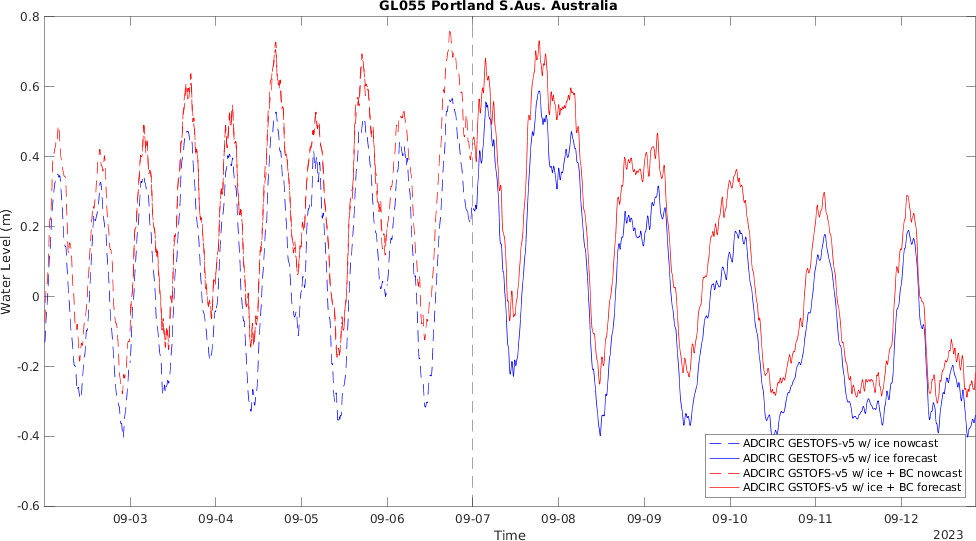 GL055 Portland S.Aus. Australia
0.8
0.6
0.4
0.2
0
-0.2
-0.4
-0.6
Water Level (m)
09-03 09-04 09-05 09-06 09-07 09-08 09-09 09-10 09-11 09-12
Time
2023
ADCIRC GESTOFS-v5 w/ ice nowcast
ADCIRC GESTOFS-v5 w/ ice forecast
ADCIRC GSTOFS-v5 w/ ice + BC nowcast
ADCIRC GSTOFS-v5 w/ ice + BC forecast